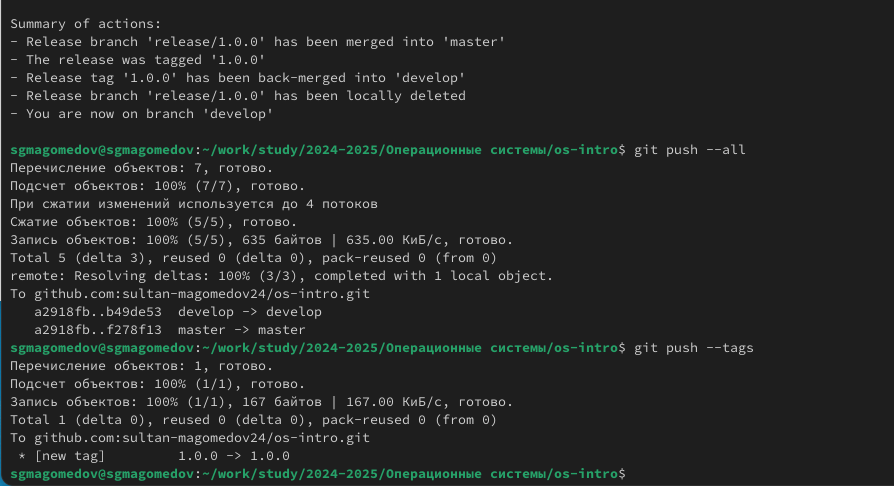 Summary of actions:
- Release branch 'release/1.0.0' has been merged into 'master'
- The release was tagged '1.0.0'
- Release tag '1.0.0' has been back-merged into 'develop'
- Release branch 'release/1.0.0' has been locally deleted
- You are now on branch 'develop'
sgmagomedov@sgmagomedov:~/work/study/2024-2025/Операционные системы/os-intro$ git push --all
Перечисление объектов: 7, готово.
Подсчет объектов: 100% (7/7), готово.
При сжатии изменений используется до 4 потоков
Сжатие объектов: 100% (5/5), готово.
Запись объектов: 100% (5/5), 635 байтов | 635.00 КиБ/с, готово.
Total 5 (delta 3), reused 0 (delta 0), pack-reused 0 (from 0)
remote: Resolving deltas: 100% (3/3), completed with 1 local object.
To github.com:sultan-magomedov24/os-intro.git
   a2918fb..b49de53  develop -> develop
   a2918fb..f278f13  master -> master
sgmagomedov@sgmagomedov:~/work/study/2024-2025/Операционные системы/os-intro$ git push --tags
Перечисление объектов: 1, готово.
Подсчет объектов: 100% (1/1), готово.
Запись объектов: 100% (1/1), 167 байтов | 167.00 КиБ/с, готово.
Total 1 (delta 0), reused 0 (delta 0), pack-reused 0 (from 0)
To github.com:sultan-magomedov24/os-intro.git
 * [new tag]         1.0.0 -> 1.0.0
sgmagomedov@sgmagomedov:~/work/study/2024-2025/Операционные системы/os-intro$